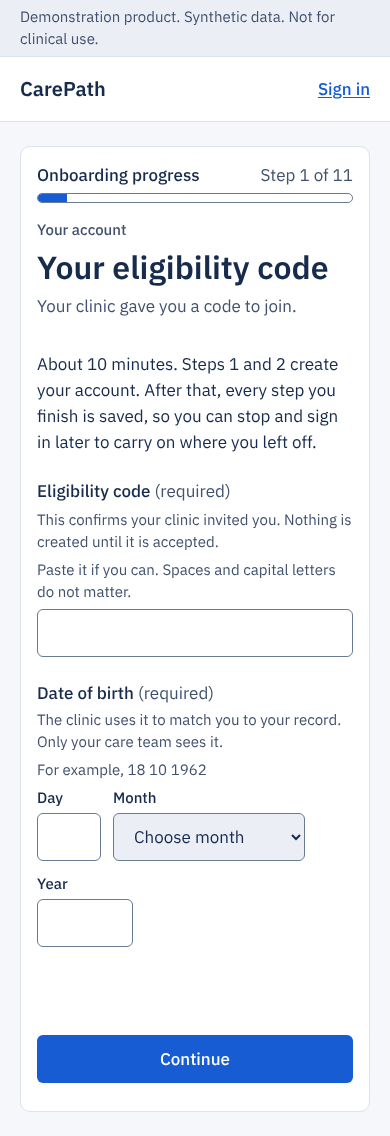 Demonstration product. Synthetic data. Not for
clinical use.
CarePath
Sign in
Onboarding progress
Step 1 of 11
Your account
Your eligibility code
Your clinic gave you a code to join.
About 10 minutes. Steps 1 and 2 create
your account. After that, every step you
finish is saved, so you can stop and sign
in later to carry on where you left off.
Eligibility code (required)
This confirms your clinic invited you. Nothing is
created until it is accepted.
Paste it if you can. Spaces and capital letters
do not matter.
Date of birth (required)
The clinic uses it to match you to your record.
Only your care team sees it.
For example, 18 10 1962
Day
Month
Choose month
Year
Continue